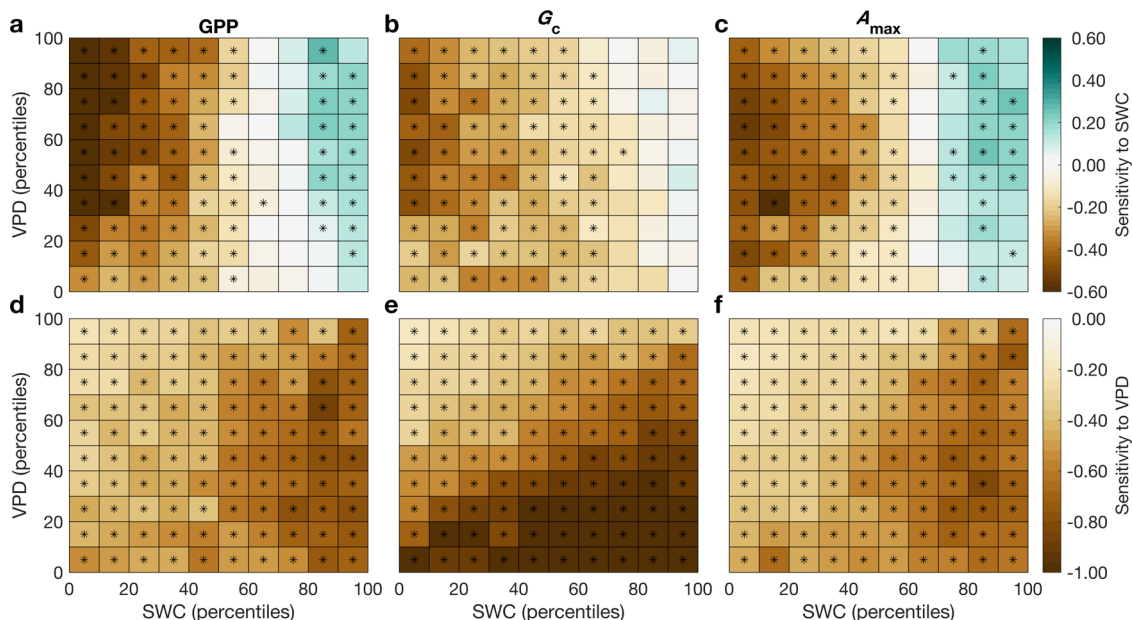 a GPP b Gc c Amax
100
80
60
40
20
0
VPD (percentiles)
0.60
0.40
0.20
0.00
-0.20
-0.40
-0.60
Sensitivity to SWC
d e f
100
80
60
40
20
0
VPD (percentiles)
0 20 40 60 80 100
0 20 40 60 80 100
0 20 40 60 80 100
SWC (percentiles) SWC (percentiles) SWC (percentiles)
0.00
-0.20
-0.40
-0.60
-0.80
-1.00
Sensitivity to VPD